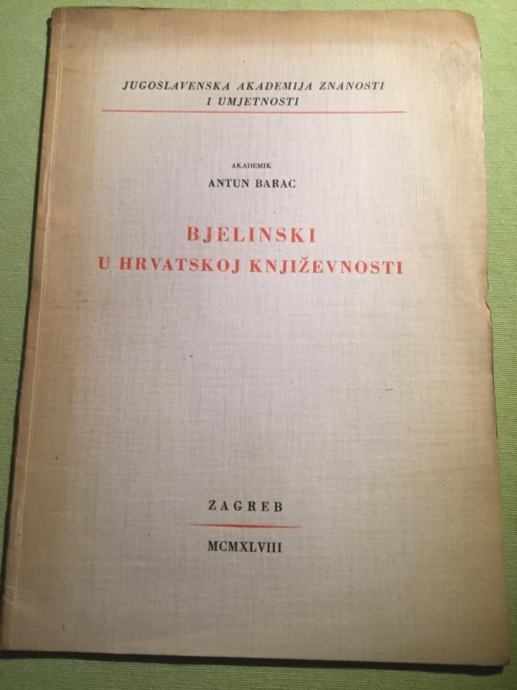 JUGOSLAVENSKA AKADEMIJA ZNANOSTI
I UMJETNOSTI
AKADEMIK
ANTUN BARAC
BJELINSKI
U HRVATSKOJ KNJIŽEVNOSTI
ZAGREB
MCMXLVIII